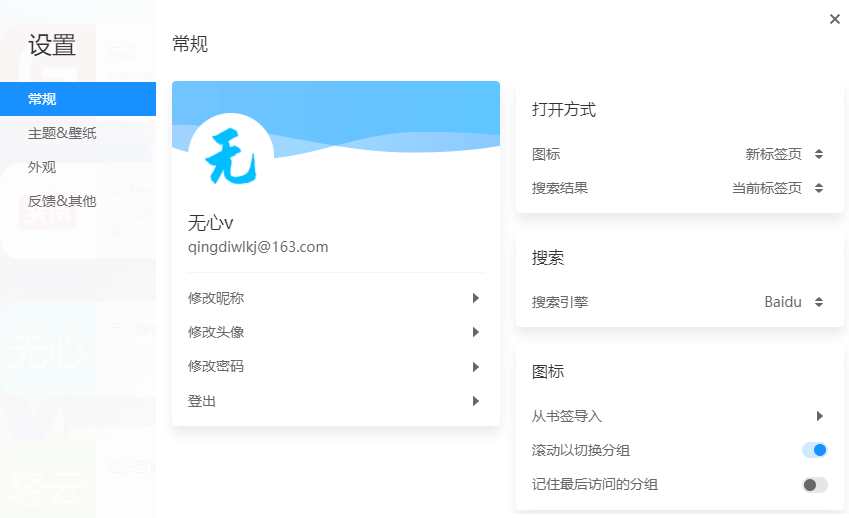 设置
常规
主题&壁纸
外观
反馈&其他
无心
轻云
常规
无
无心v
qingdiwlkj@163.com
修改昵称
修改头像
修改密码
登出
打开方式
图标 新标签页
搜索结果 当前标签页
搜索
搜索引擎 Baidu
图标
从书签导入
滚动以切换分组
记住最后访问的分组